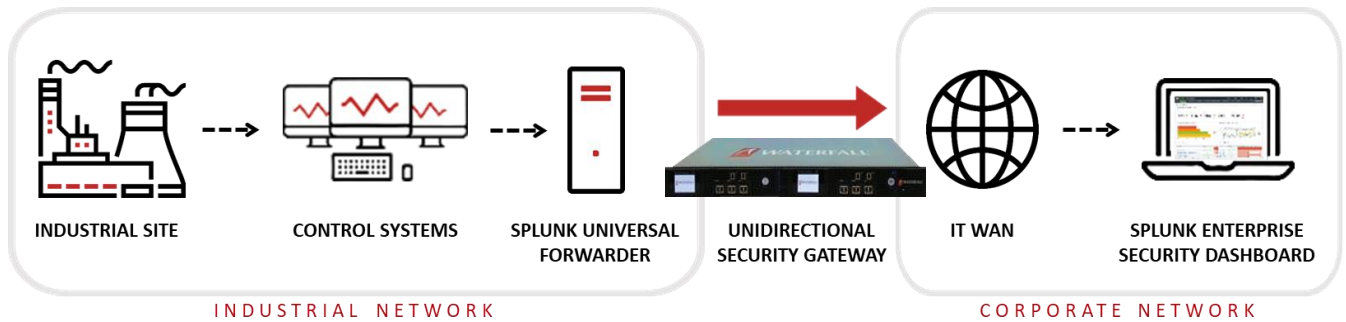 WATERFALL
INDUSTRIAL SITE
CONTROL SYSTEMS
SPLUNK UNIVERSAL
FORWARDER
UNIDIRECTIONAL
SECURITY GATEWAY
IT WAN
SPLUNK ENTERPRISE
SECURITY DASHBOARD
INDUSTRIAL NETWORK
CORPORATE NETWORK